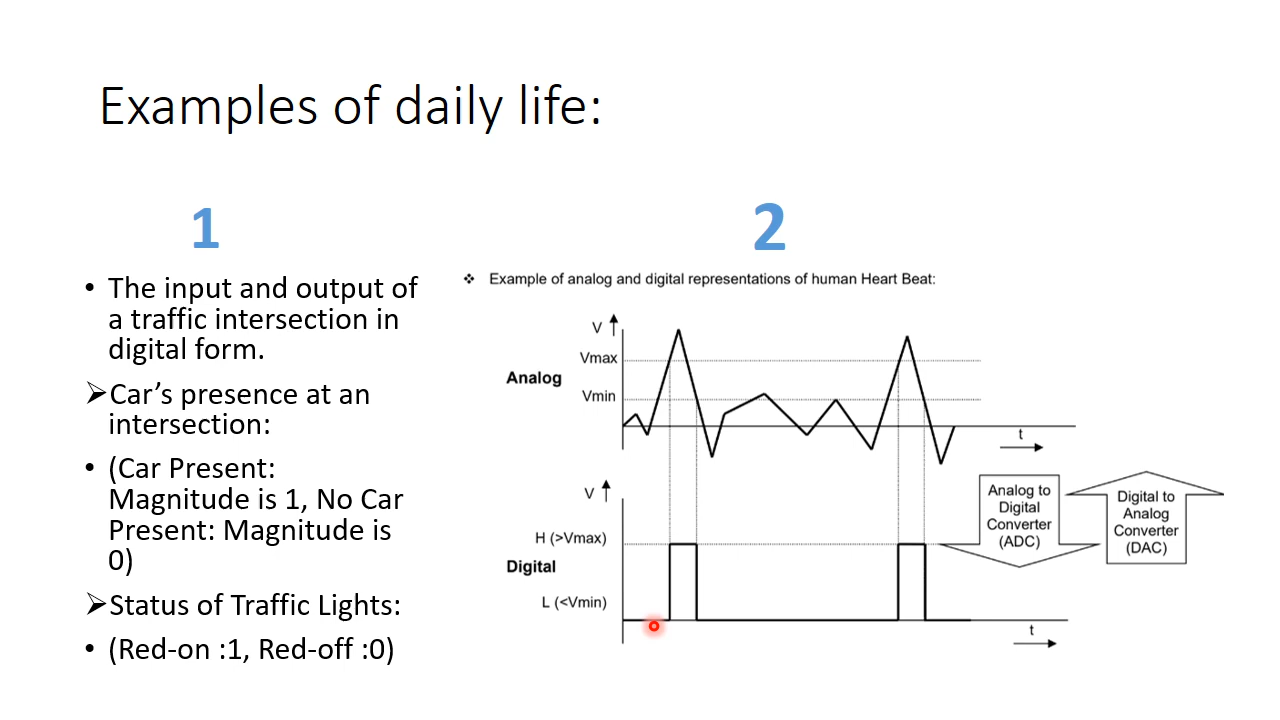 Examples of daily life:
1
• The input and output of
a traffic intersection in
digital form.
➢Car’s presence at an
intersection:
• (Car Present:
Magnitude is 1, No Car
Present: Magnitude is
0)
➢Status of Traffic Lights:
• (Red-on :1, Red-off :0)
2
❖ Example of analog and digital representations of human Heart Beat:
V
Vmax
Analog
Vmin
t
V
H (>Vmax)
Digital
L (<Vmin)
t
Analog to
Digital
Converter
(ADC)
Digital to
Analog
Converter
(DAC)